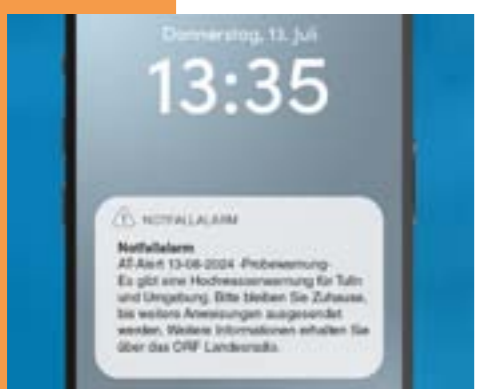 Donnerstag, 13. Juli
13:35
NOTFALLALARM
Notfallalarm
AT-Alert 13-08-2024 -Probewarnung-
Es gibt eine Hochwasserwarnung für Tulln
und Umgebung. Bitte bleiben Sie Zuhause,
bis weitere Anweisungen ausgesendet
werden. Weitere Informationen erhalten Sie
über das ORF Landesradio.